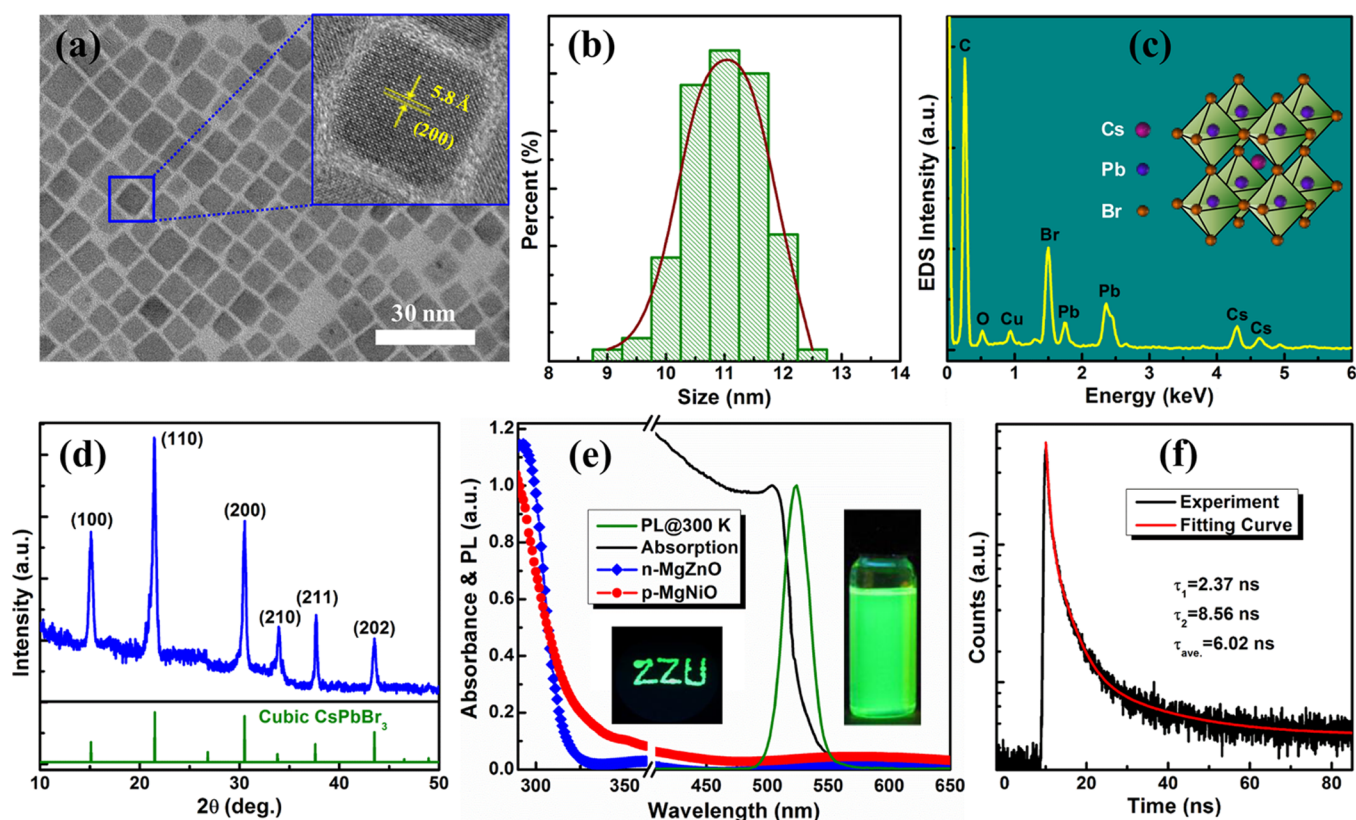 (a)
5.8 Å
(200)
30 nm
(b)
Percent (%)
8 9 10 11 12 13 14
Size (nm)
(c)
EDS Intensity (a.u.)
C
O
Cu
Br
Pb
Pb
Cs
Cs
Cs
Pb
Br
0 1 2 3 4 5 6
Energy (keV)
(d)
Intensity (a.u.)
(100)
(110)
(200)
(210)
(211)
(202)
Cubic CsPbBr3
10 20 30 40 50
2θ (deg.)
(e)
Absorbance & PL (a.u.)
1.2
1.0
0.8
0.6
0.4
0.2
0.0
PL@300 K
Absorption
n-MgZnO
p-MgNiO
ZZU
300 350 450 500 550 600 650
Wavelength (nm)
(f)
Counts (a.u.)
Experiment
Fitting Curve
τ1=2.37 ns
τ2=8.56 ns
τave.=6.02 ns
0 20 40 60 80
Time (ns)